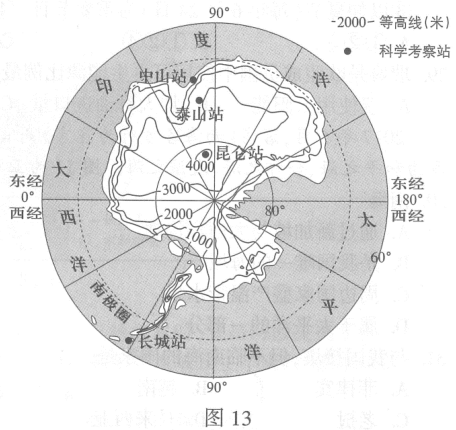 90°
-2000- 等高线(米)
● 科学考察站
度
印
洋
中山站
泰山站
昆仑站
4000
大
3000
东经
0°
西经
东经
180°
西经
西
2000
80°
太
1000
洋
60°
南极圈
平
长城站
洋
90°
图 13